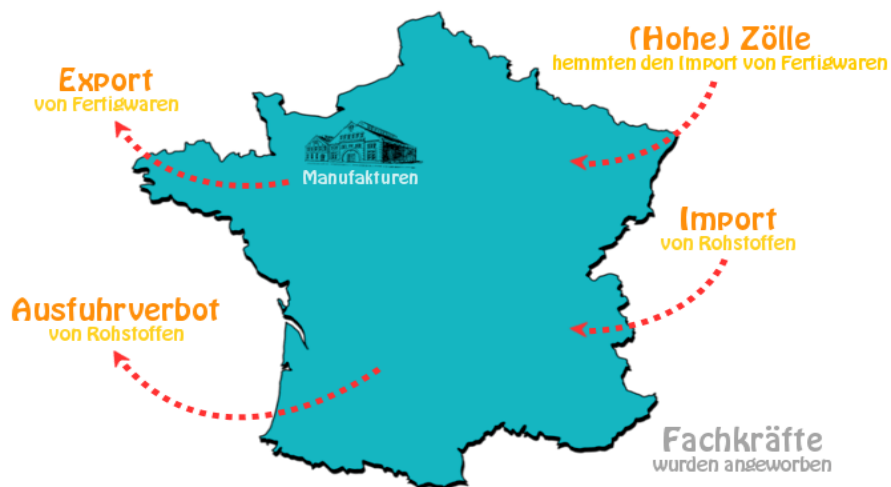 (Hohe) Zölle
hemmten den Import von Fertigwaren
Export
von Fertigwaren
Manufakturen
Import
von Rohstoffen
Ausfuhrverbot
von Rohstoffen
Fachkräfte
wurden angeworben